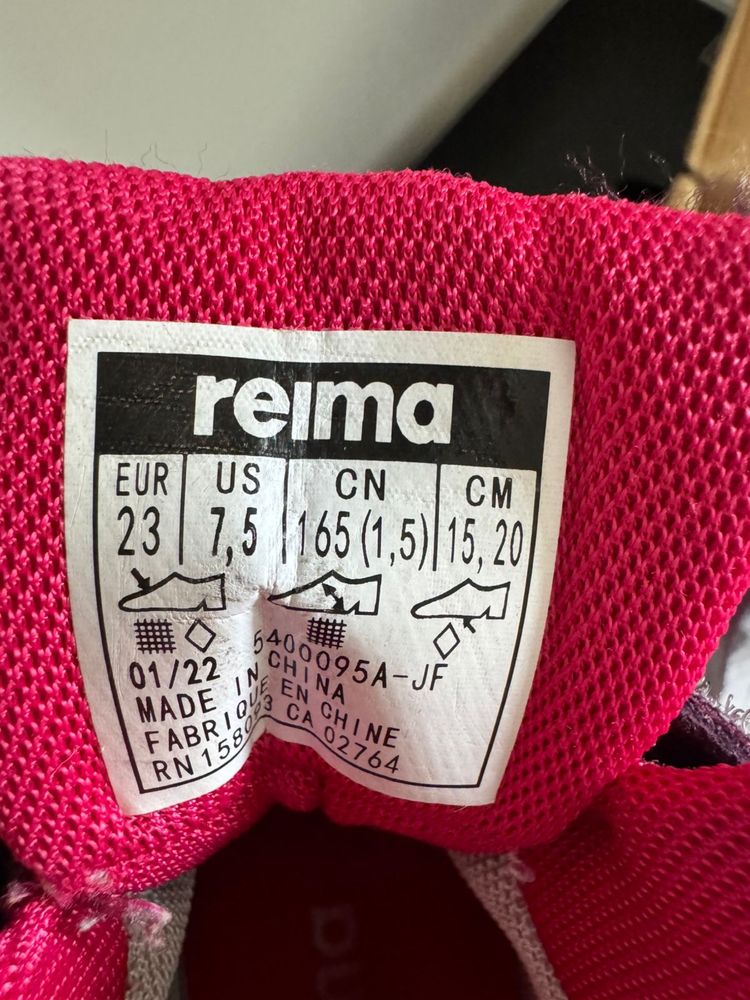 reima
EUR US CN CM
23 7,5 165(1,5) 15,20
5400095A-JF
01/22
MADE IN CHINA
FABRIQUE EN CHINE
CA 02764